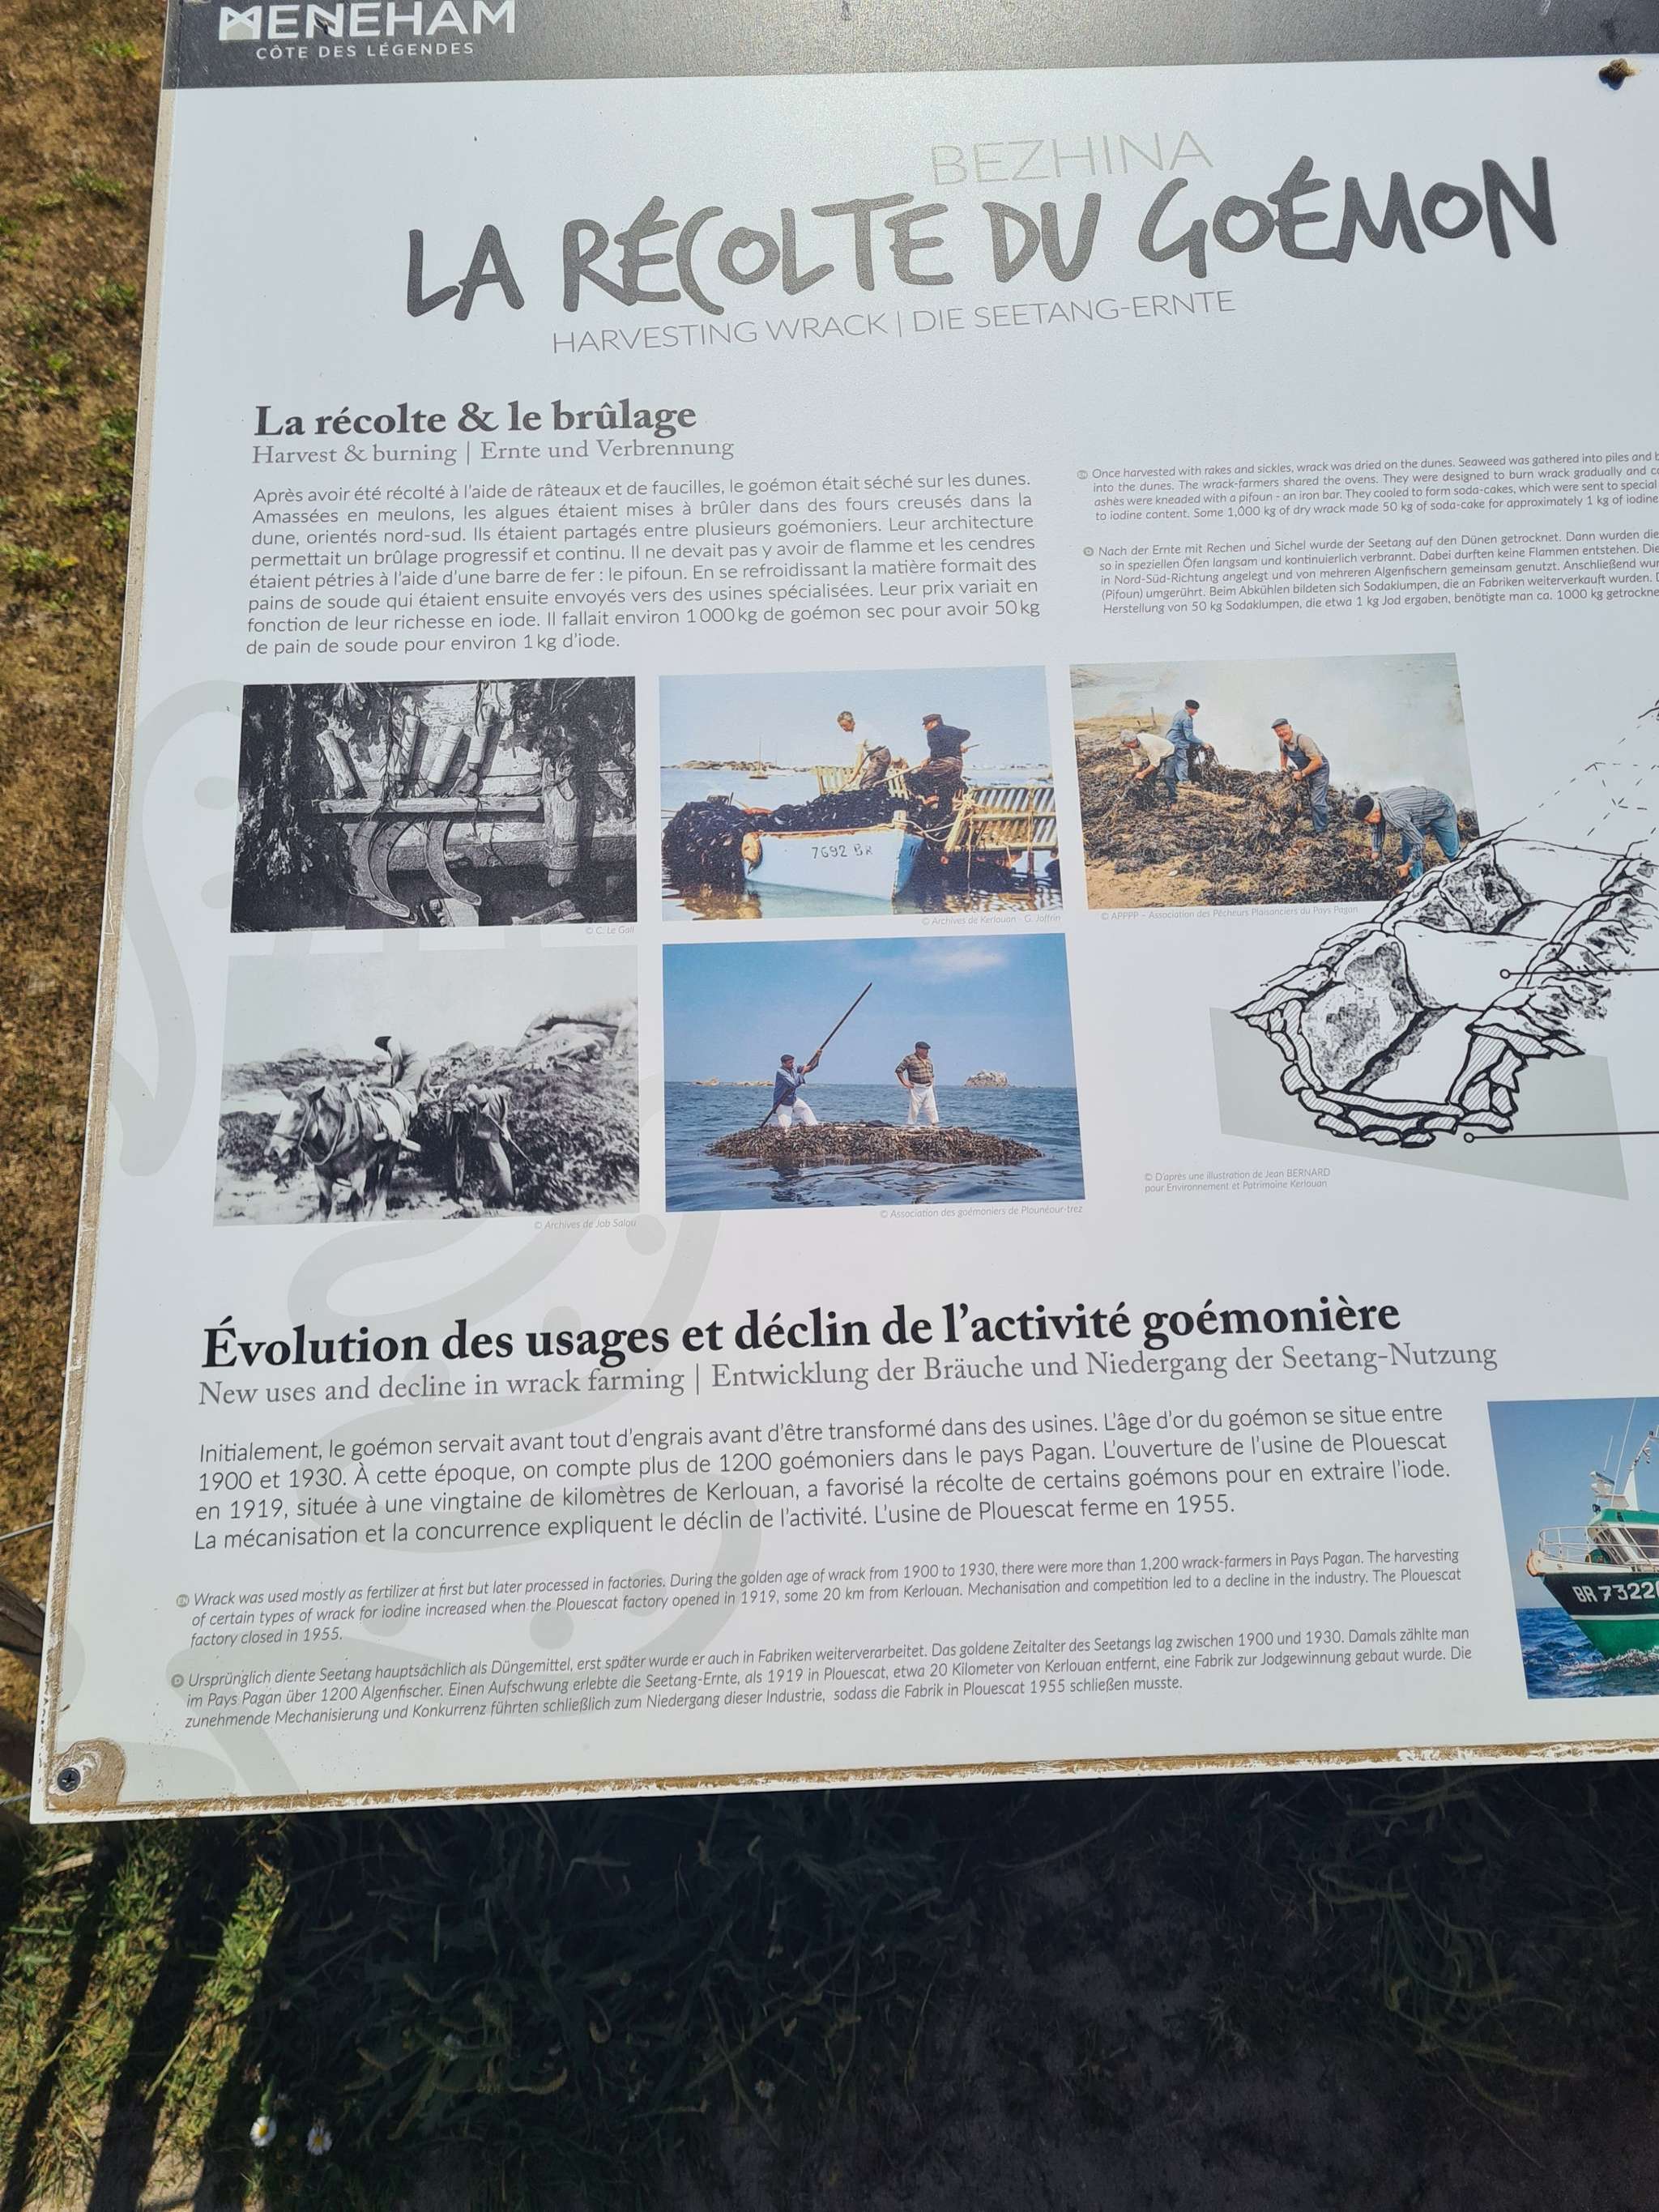 MENEHAM
CÔTE DES LÉGENDES
BEZHINA
LA RÉCOLTE DU GOÉMON
HARVESTING WRACK | DIE SEETANG-ERNTE
La récolte & le brûlage
Harvest & burning | Ernte und Verbrennung
Après avoir été récolté à l'aide de râteaux et de faucilles, le goémon était séché sur les dunes.
Amassées en meulons, les algues étaient mises à brûler dans des fours creusés dans la
dune, orientés nord-sud. Ils étaient partagés entre plusieurs goémoniers. Leur architecture
permettait un brûlage progressif et continu. Il ne devait pas y avoir de flamme et les cendres
étaient pétries à l'aide d'une barre de fer : le pifoun. En se refroidissant la matière formait des
pains de soude qui étaient ensuite envoyés vers des usines spécialisées. Leur prix variait en
fonction de leur richesse en iode. Il fallait environ 1 000 kg de goémon sec pour avoir 50 kg
de pain de soude pour environ 1 kg d'iode.
EN Once harvested with rakes and sickles, wrack was dried on the dunes. Seaweed was gathered into piles and
into the dunes. The wrack-farmers shared the ovens. They were designed to burn wrack gradually and
ashes were kneaded with a pifoun - an iron bar. They cooled to form soda-cakes, which were sent to special
to iodine content. Some 1,000 kg of dry wrack made 50 kg of soda-cake for approximately 1 kg of iodine
D Nach der Ernte mit Rechen und Sichel wurde der Seetang auf den Dünen getrocknet. Dann wurden die
so in speziellen Öfen langsam und kontinuierlich verbrannt. Dabei durften keine Flammen entstehen. Die
in Nord-Süd-Richtung angelegt und von mehreren Algenfischern gemeinsam genutzt. Anschließend
(Pifoun) umgerührt. Beim Abkühlen bildeten sich Sodaklumpen, die an Fabriken weiterverkauft wurden.
Herstellung von 50 kg Sodaklumpen, die etwa 1 kg Jod ergaben, benötigte man ca. 1000 kg
7692 BR
© C. Le Goll
© Archives de Kerlouan - G. Joffrin
© APPPP - Association des Pêcheurs Plaisanciers du Pays Pagan
© Archives de Job Salou
© Association des goémoniers de Plounéour-trez
© D'après une illustration de Jean BERNARD
pour Environnement et Patrimoine Kerlouan
Évolution des usages et déclin de l'activité goémonière
New uses and decline in wrack farming | Entwicklung der Bräuche und Niedergang der Seetang-Nutzung
Initialement, le goémon servait avant tout d'engrais avant d'être transformé dans des usines. L'âge d'or du goémon se situe entre
1900 et 1930. À cette époque, on compte plus de 1200 goémoniers dans le pays Pagan. L'ouverture de l'usine de Plouescat
en 1919, située à une vingtaine de kilomètres de Kerlouan, a favorisé la récolte de certains goémons pour en extraire l'iode.
La mécanisation et la concurrence expliquent le déclin de l'activité. L'usine de Plouescat ferme en 1955.
EN Wrack was used mostly as fertilizer at first but later processed in factories. During the golden age of wrack from 1900 to 1930, there were more than 1,200 wrack-farmers in Pays Pagan. The harvesting
of certain types of wrack for iodine increased when the Plouescat factory opened in 1919, some 20 km from Kerlouan. Mechanisation and competition led to a decline in the industry. The Plouescat
factory closed in 1955.
D Ursprünglich diente Seetang hauptsächlich als Düngemittel, erst später wurde er auch in Fabriken weiterverarbeitet. Das goldene Zeitalter des Seetangs lag zwischen 1900 und 1930. Damals zählte man
im Pays Pagan über 1200 Algenfischer. Einen Aufschwung erlebte die Seetang-Ernte, als 1919 in Plouescat, etwa 20 Kilometer von Kerlouan entfernt, eine Fabrik zur Jodgewinnung gebaut wurde. Die
zunehmende Mechanisierung und Konkurrenz führten schließlich zum Niedergang dieser Industrie, sodass die Fabrik in Plouescat 1955 schließen musste.
BR 7322